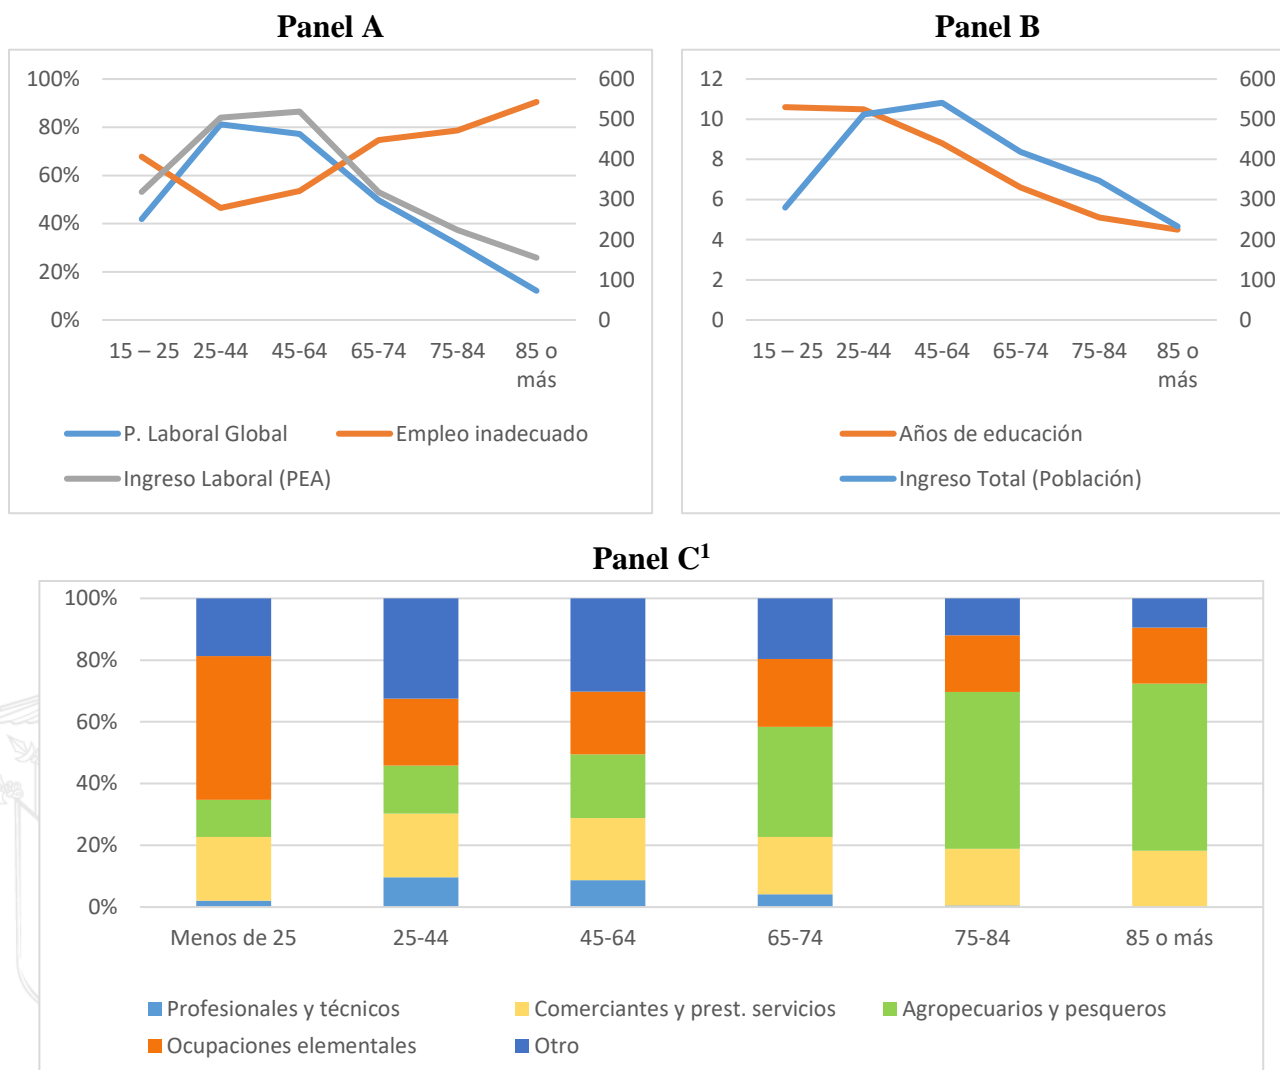 Panel A
Panel B
100%
80%
60%
40%
20%
0%
600
500
400
300
200
100
0
15 – 25 25-44 45-64 65-74 75-84 85 o más
P. Laboral Global Empleo inadecuado
Ingreso Laboral (PEA)
12
10
8
6
4
2
0
600
500
400
300
200
100
0
15 – 25 25-44 45-64 65-74 75-84 85 o más
Años de educación
Ingreso Total (Población)
Panel C¹
100%
80%
60%
40%
20%
0%
Menos de 25 25-44 45-64 65-74 75-84 85 o más
Profesionales y técnicos Comerciantes y prest. servicios Agropecuarios y pesqueros
Ocupaciones elementales Otro